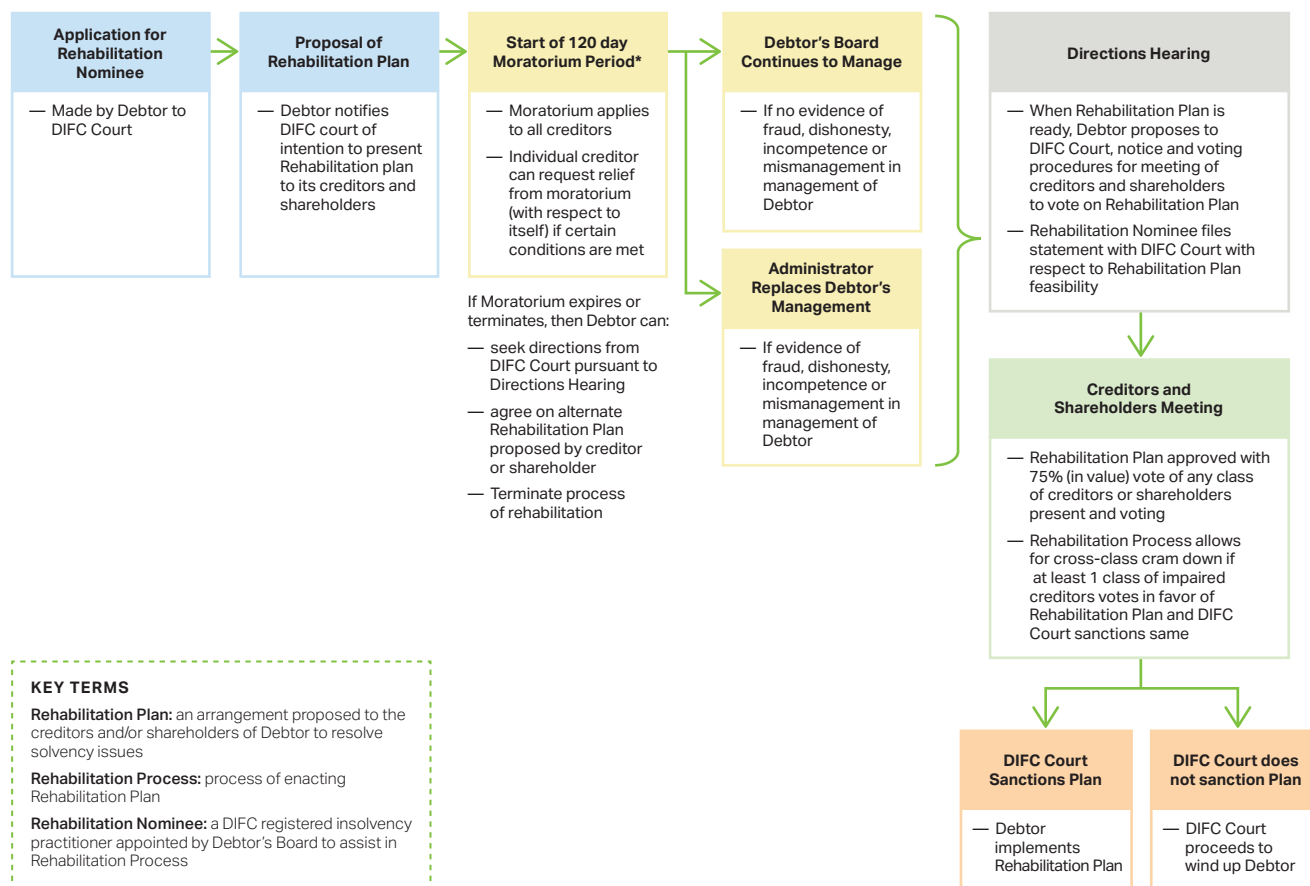 Application for
Rehabilitation
Nominee
— Made by Debtor to
DIFC Court
Proposal of
Rehabilitation Plan
— Debtor notifies
DIFC court of
intention to present
Rehabilitation plan
to its creditors and
shareholders
Start of 120 day
Moratorium Period*
— Moratorium applies
to all creditors
— Individual creditor
can request relief
from moratorium
(with respect to
itself) if certain
conditions are met
If Moratorium expires or
terminates, then Debtor can:
— seek directions from
DIFC Court pursuant to
Directions Hearing
— agree on alternate
Rehabilitation Plan
proposed by creditor
or shareholder
— Terminate process
of rehabilitation
Debtor's Board
Continues to Manage
— If no evidence of
fraud, dishonesty,
incompetence or
mismanagement in
management of
Debtor
Administrator
Replaces Debtor's
Management
— If evidence of
fraud, dishonesty,
incompetence or
mismanagement in
management of
Debtor
Directions Hearing
— When Rehabilitation Plan is
ready, Debtor proposes to
DIFC Court, notice and voting
procedures for meeting of
creditors and shareholders
to vote on Rehabilitation Plan
— Rehabilitation Nominee files
statement with DIFC Court with
respect to Rehabilitation Plan
feasibility
Creditors and
Shareholders Meeting
— Rehabilitation Plan approved with
75% (in value) vote of any class
of creditors or shareholders
present and voting
— Rehabilitation Process allows
for cross-class cram down if
at least 1 class of impaired
creditors votes in favor of
Rehabilitation Plan and DIFC
Court sanctions same
DIFC Court
Sanctions Plan
— Debtor
implements
Rehabilitation Plan
DIFC Court does
not sanction Plan
— DIFC Court
proceeds to
wind up Debtor
KEY TERMS
Rehabilitation Plan: an arrangement proposed to the
creditors and/or shareholders of Debtor to resolve
solvency issues
Rehabilitation Process: process of enacting
Rehabilitation Plan
Rehabilitation Nominee: a DIFC registered insolvency
practitioner appointed by Debtor's Board to assist in
Rehabilitation Process